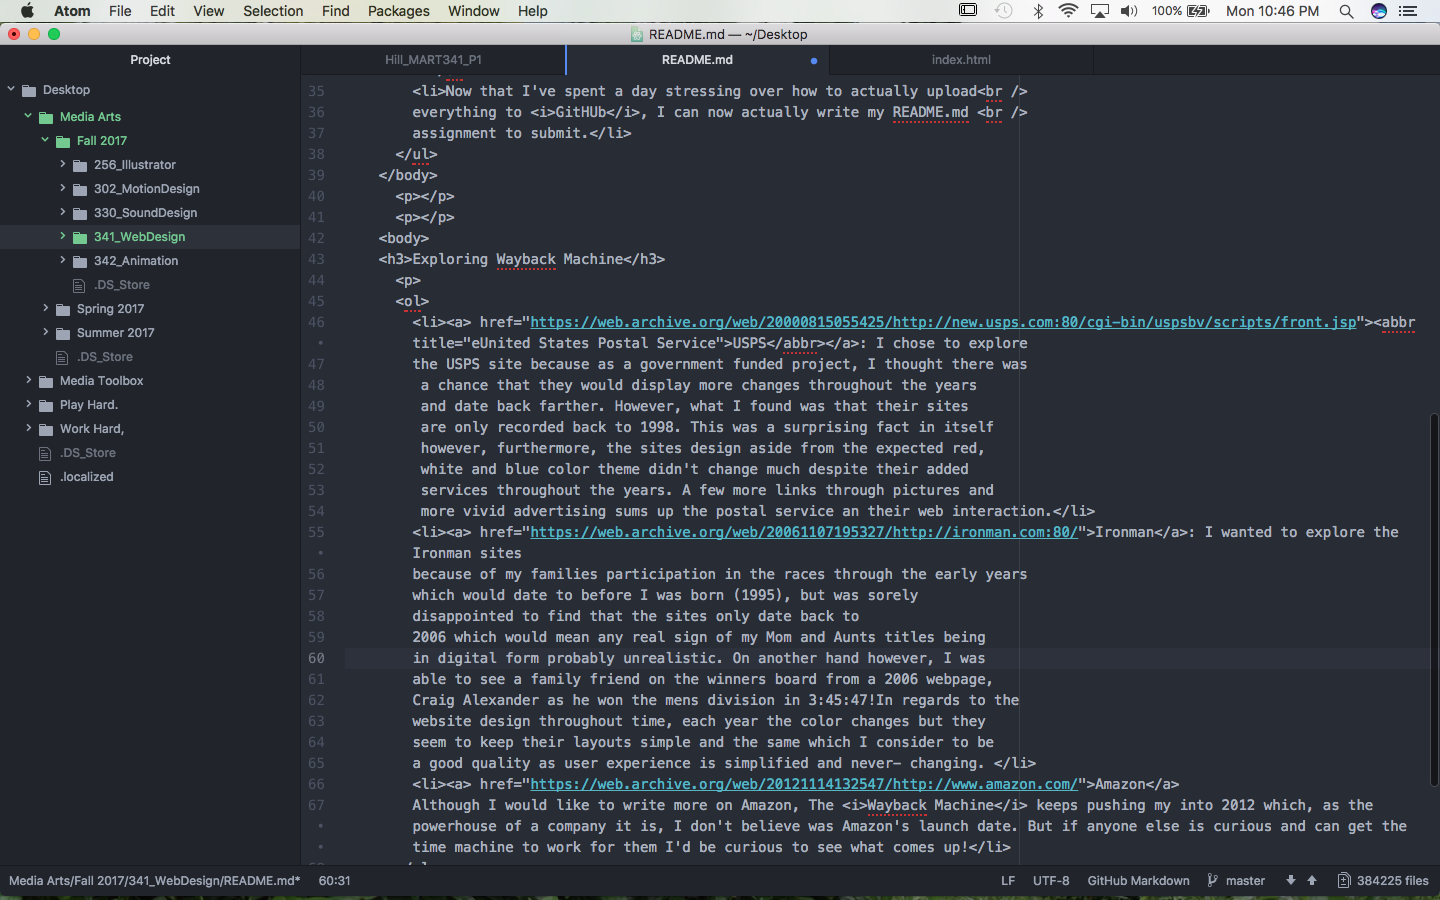 Atom File Edit View Selection Find Packages Window Help 100% Mon 10:46 PM
README.md — ~/Desktop
Project
Hill_MART341_P1 README.md index.html
Desktop
Media Arts
Fall 2017
256_Illustrator
302_MotionDesign
330_SoundDesign
341_WebDesign
342_Animation
.DS_Store
Spring 2017
Summer 2017
.DS_Store
Media Toolbox
Play Hard.
Work Hard,
.DS_Store
.localized
35 <li>Now that I've spent a day stressing over how to actually upload<br />
36 everything to <i>GitHUb</i>, I can now actually write my README.md <br />
37 assignment to submit.</li>
38 </ul>
39 </body>
40 <p></p>
41 <p></p>
42 <body>
43 <h3>Exploring Wayback Machine</h3>
44 <p>
45 <ol>
46 <li><a> href="https://web.archive.org/web/20000815055425/http://new.usps.com:80/cgi-bin/uspsbv/scripts/front.jsp"><abbr
• title="eUnited States Postal Service">USPS</abbr></a>: I chose to explore
47 the USPS site because as a government funded project, I thought there was
48 a chance that they would display more changes throughout the years
49 and date back farther. However, what I found was that their sites
50 are only recorded back to 1998. This was a surprising fact in itself
51 however, furthermore, the sites design aside from the expected red,
52 white and blue color theme didn't change much despite their added
53 services throughout the years. A few more links through pictures and
54 more vivid advertising sums up the postal service an their web interaction.</li>
55 <li><a> href="https://web.archive.org/web/20061107195327/http://ironman.com:80/">Ironman</a>: I wanted to explore the
• Ironman sites
56 because of my families participation in the races through the early years
57 which would date to before I was born (1995), but was sorely
58 disappointed to find that the sites only date back to
59 2006 which would mean any real sign of my Mom and Aunts titles being
60 in digital form probably unrealistic. On another hand however, I was
61 able to see a family friend on the winners board from a 2006 webpage,
62 Craig Alexander as he won the mens division in 3:45:47!In regards to the
63 website design throughout time, each year the color changes but they
64 seem to keep their layouts simple and the same which I consider to be
65 a good quality as user experience is simplified and never– changing. </li>
66 <li><a> href="https://web.archive.org/web/20121114132547/http://www.amazon.com/">Amazon</a>
67 Although I would like to write more on Amazon, The <i>Wayback Machine</i> keeps pushing my into 2012 which, as the
• powerhouse of a company it is, I don't believe was Amazon's launch date. But if anyone else is curious and can get the
• time machine to work for them I'd be curious to see what comes up!</li>
Media Arts/Fall 2017/341_WebDesign/README.md* 60:31 LF UTF-8 GitHub Markdown master 384225 files